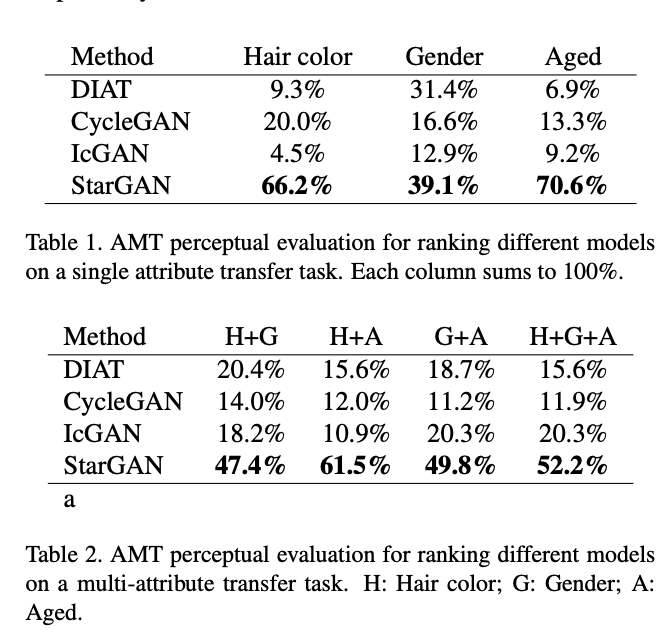 Method Hair color Gender Aged
DIAT 9.3% 31.4% 6.9%
CycleGAN 20.0% 16.6% 13.3%
IcGAN 4.5% 12.9% 9.2%
StarGAN 66.2% 39.1% 70.6%
Table 1. AMT perceptual evaluation for ranking different models
on a single attribute transfer task. Each column sums to 100%.
Method H+G H+A G+A H+G+A
DIAT 20.4% 15.6% 18.7% 15.6%
CycleGAN 14.0% 12.0% 11.2% 11.9%
IcGAN 18.2% 10.9% 20.3% 20.3%
StarGAN 47.4% 61.5% 49.8% 52.2%
a
Table 2. AMT perceptual evaluation for ranking different models
on a multi-attribute transfer task. H: Hair color; G: Gender; A:
Aged.